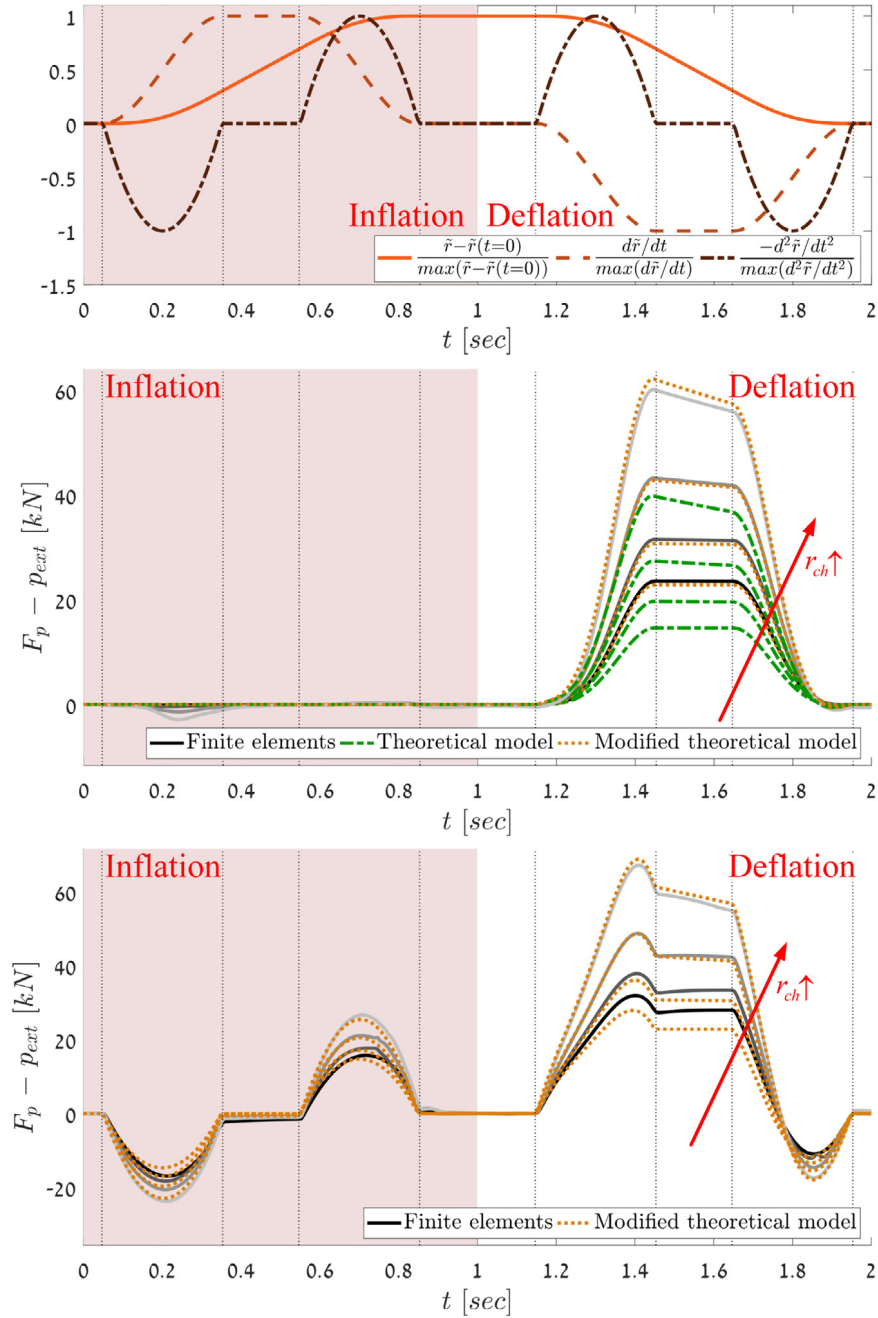 1
0.5
0
-0.5
-1
-1.5
Inflation Deflation
r̃−r̃(t=0) / max(r̃−r̃(t=0)) dr̃/dt / max(dr̃/dt) −d²r̃/dt² / max(d²r̃/dt²)
0 0.2 0.4 0.6 0.8 1 1.2 1.4 1.6 1.8 2
t [sec]
Inflation Deflation
60
40
20
0
F_p − p_ext [kN]
r_ch↑
Finite elements Theoretical model Modified theoretical model
0 0.2 0.4 0.6 0.8 1 1.2 1.4 1.6 1.8 2
t [sec]
Inflation Deflation
60
40
20
0
-20
F_p − p_ext [kN]
r_ch↑
Finite elements Modified theoretical model
0 0.2 0.4 0.6 0.8 1 1.2 1.4 1.6 1.8 2
t [sec]